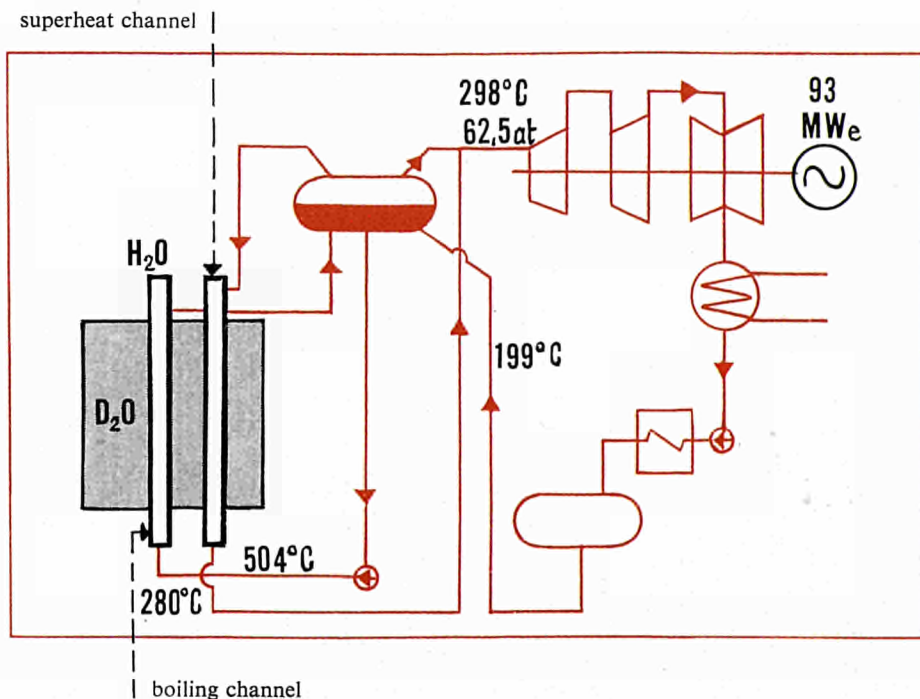 superheat channel
298°C
62,5at
93
MWe
H₂O
199°C
D₂O
504°C
280°C
boiling channel